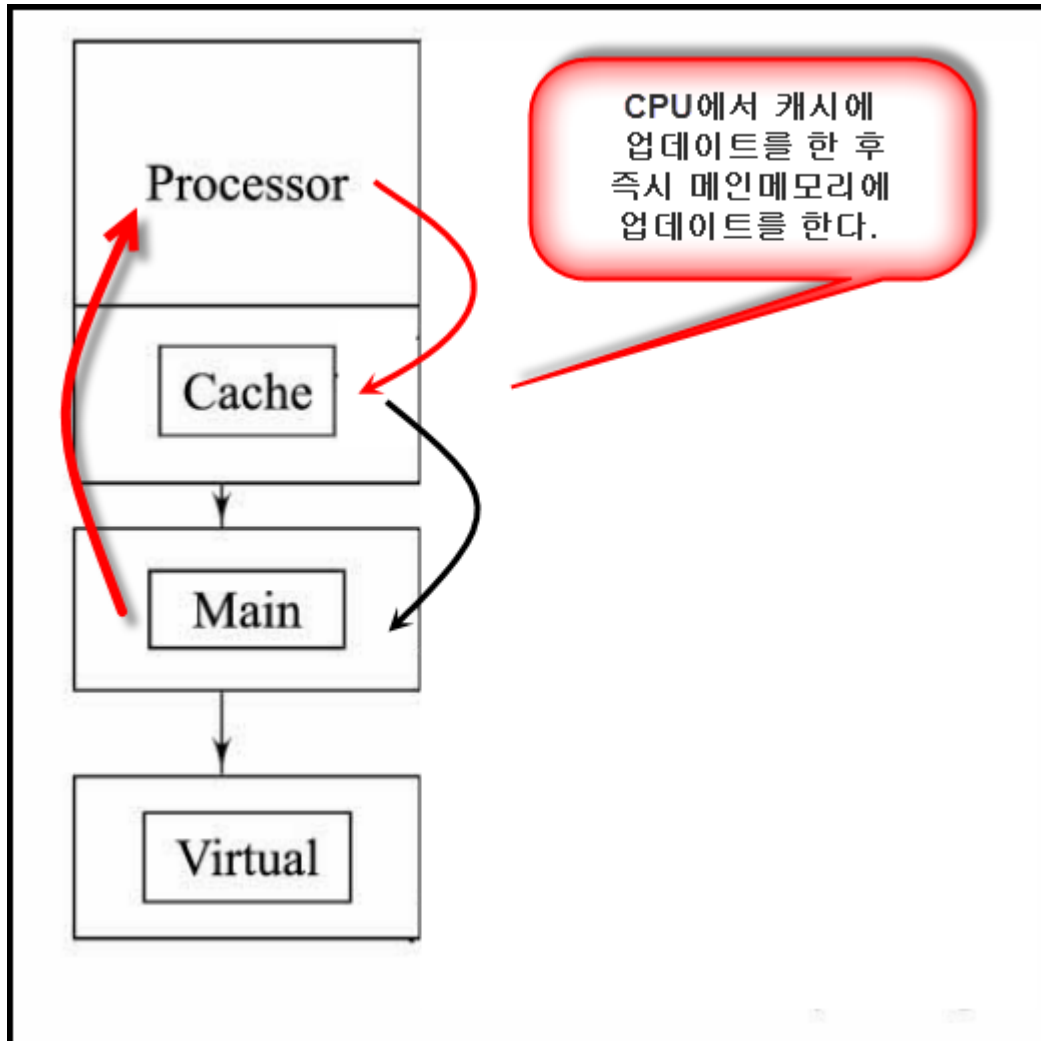 CPU에서 캐시에
업데이트를 한 후
즉시 메인메모리에
업데이트를 한다.
Processor
Cache
Main
Virtual